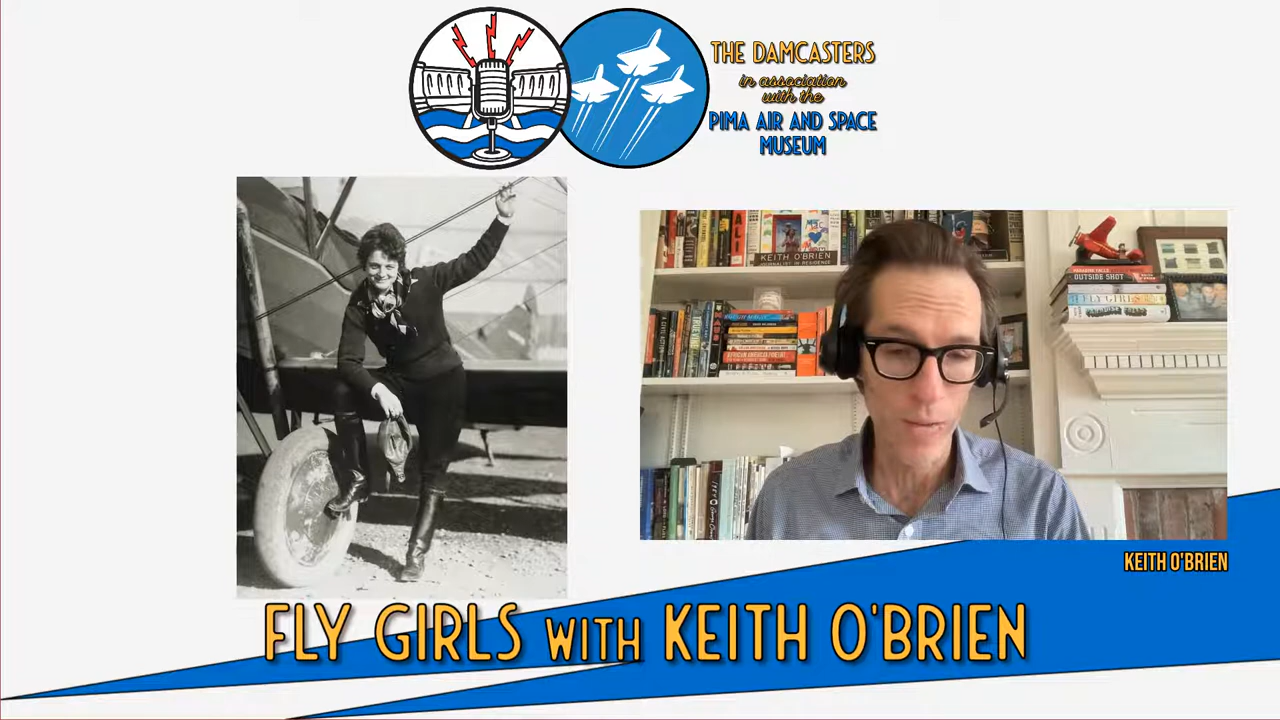 THE DAMCASTERS
in association
with the
PIMA AIR AND SPACE
MUSEUM
ALI
KEITH O'BRIEN
JOURNALIST IN RESIDENCE
OUTSIDE SHOT
FLY GIRLS
KEITH O'BRIEN
FLY GIRLS WITH KEITH O'BRIEN